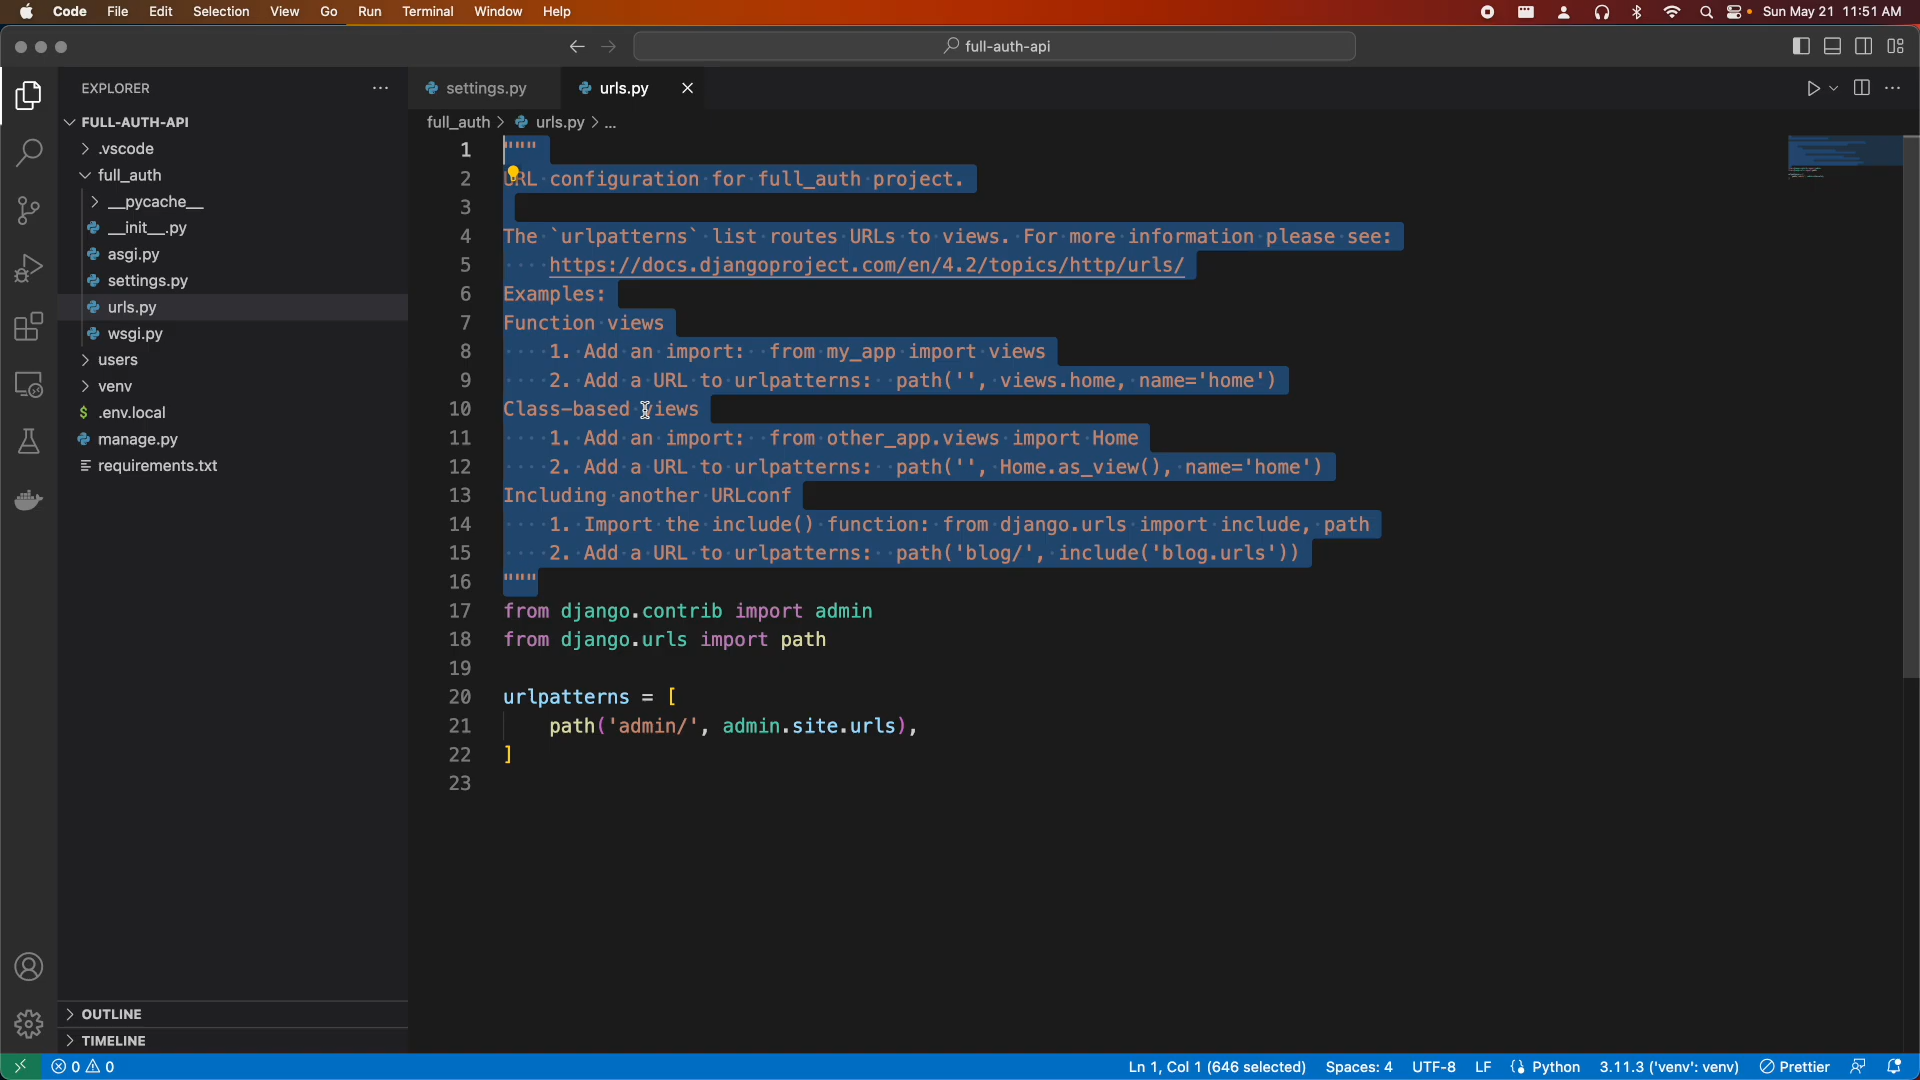 Code File Edit Selection View Go Run Terminal Window Help Sun May 21 11:51 AM
full-auth-api
EXPLORER
settings.py urls.py
FULL-AUTH-API
full_auth > urls.py > ...
.vscode
full_auth
__pycache__
__init__.py
asgi.py
settings.py
urls.py
wsgi.py
users
venv
$ .env.local
manage.py
requirements.txt
1 """
2 URL configuration for full_auth project.
3
4 The `urlpatterns` list routes URLs to views. For more information please see:
5     https://docs.djangoproject.com/en/4.2/topics/http/urls/
6 Examples:
7 Function views
8     1. Add an import:  from my_app import views
9     2. Add a URL to urlpatterns:  path('', views.home, name='home')
10 Class-based views
11     1. Add an import:  from other_app.views import Home
12     2. Add a URL to urlpatterns:  path('', Home.as_view(), name='home')
13 Including another URLconf
14     1. Import the include() function: from django.urls import include, path
15     2. Add a URL to urlpatterns:  path('blog/', include('blog.urls'))
16 """
17 from django.contrib import admin
18 from django.urls import path
19
20 urlpatterns = [
21     path('admin/', admin.site.urls),
22 ]
23
OUTLINE
TIMELINE
0 0 Ln 1, Col 1 (646 selected) Spaces: 4 UTF-8 LF Python 3.11.3 ('venv': venv) Prettier